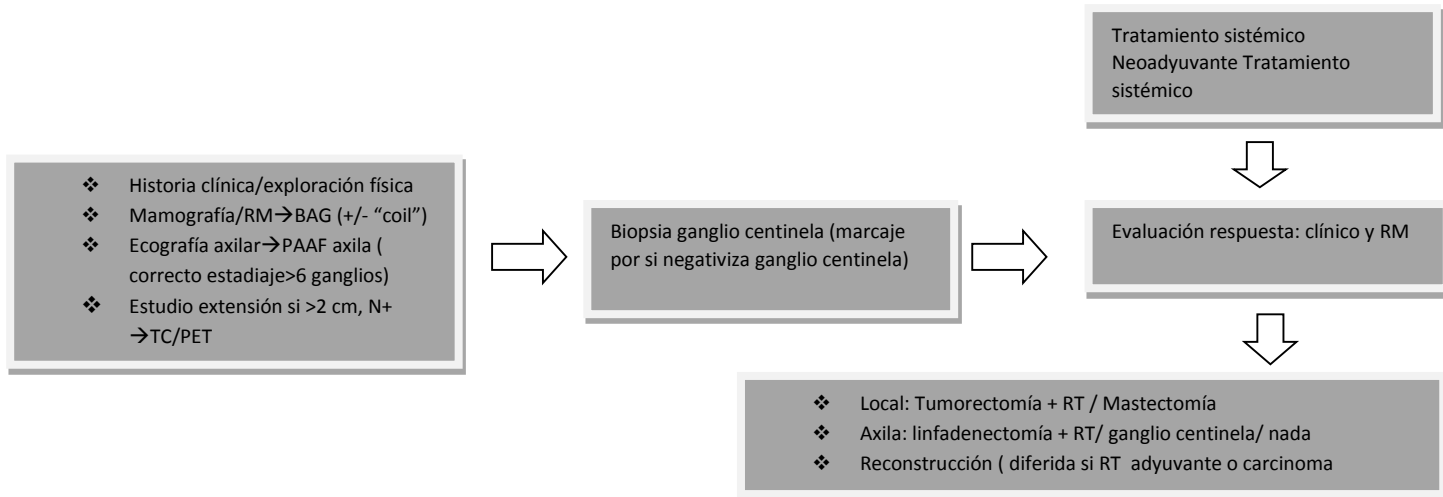 Tratamiento sistémico
Neoadyuvante Tratamiento
sistémico
❖ Historia clínica/exploración física
❖ Mamografía/RM→BAG (+/- “coil”)
❖ Ecografía axilar→PAAF axila (
correcto estadiaje>6 ganglios)
❖ Estudio extensión si >2 cm, N+
→TC/PET
Biopsia ganglio centinela (marcaje
por si negativiza ganglio centinela)
Evaluación respuesta: clínico y RM
❖ Local: Tumorectomía + RT / Mastectomía
❖ Axila: linfadenectomía + RT/ ganglio centinela/ nada
❖ Reconstrucción ( diferida si RT adyuvante o carcinoma